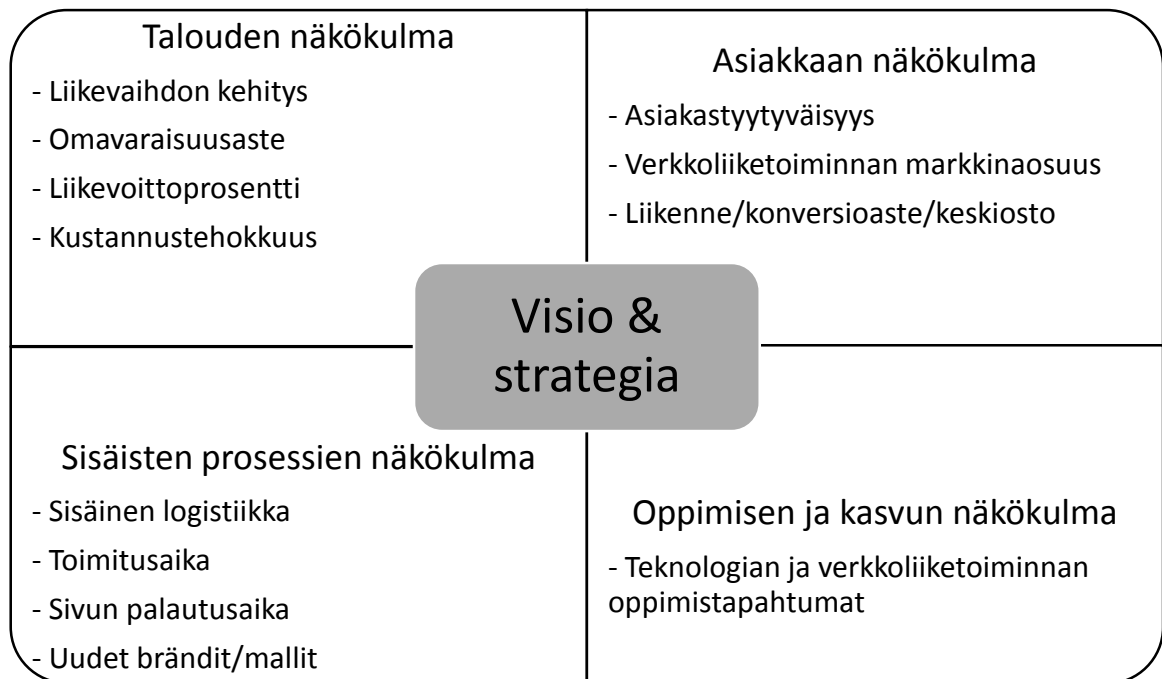 Talouden näkökulma
- Liikevaihdon kehitys
- Omavaraisuusaste
- Liikevoittoprosentti
- Kustannustehokkuus
Asiakkaan näkökulma
- Asiakastyytyväisyys
- Verkkoliiketoiminnan markkinaosuus
- Liikenne/konversioaste/keskiosto
Visio &
strategia
Sisäisten prosessien näkökulma
- Sisäinen logistiikka
- Toimitusaika
- Sivun palautusaika
- Uudet brändit/mallit
Oppimisen ja kasvun näkökulma
- Teknologian ja verkkoliiketoiminnan
oppimistapahtumat